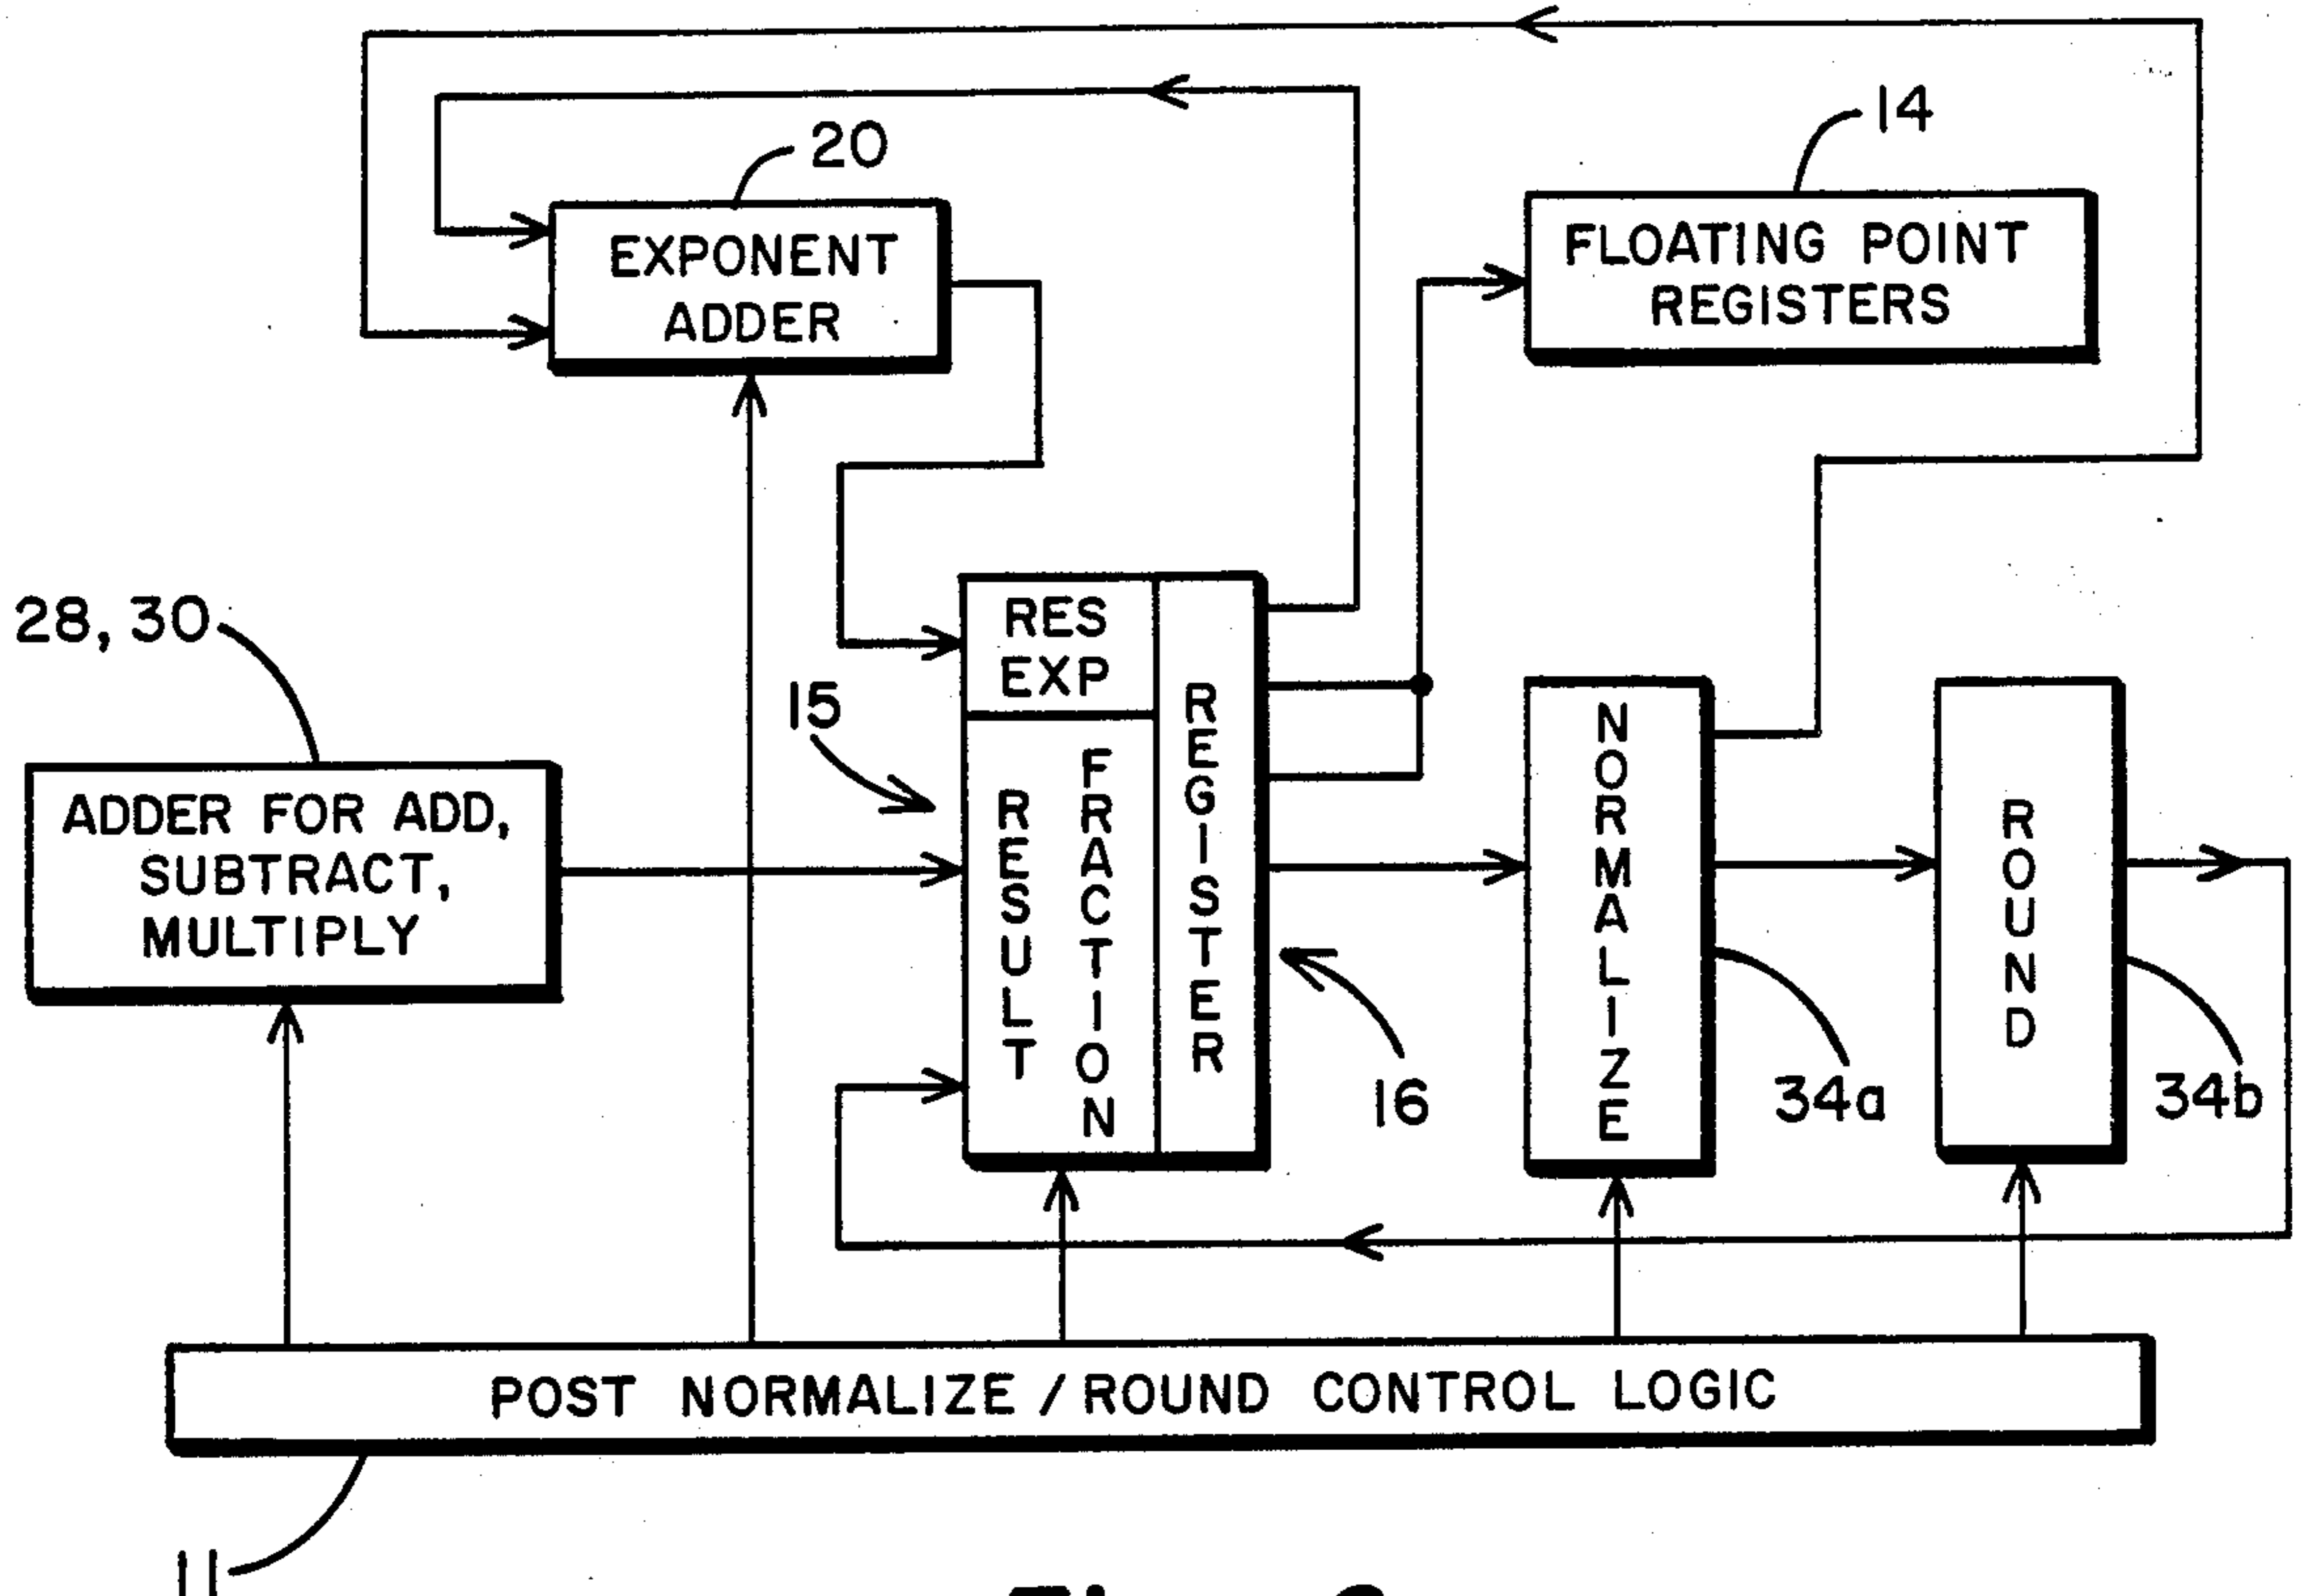 20
14
EXPONENT
ADDER
FLOATING POINT
REGISTERS
28, 30
RES
EXP
15
REGISTER
ADDER FOR ADD,
SUBTRACT,
MULTIPLY
RESULT
FRACTION
NORMALIZE
ROUND
16
34a
34b
POST NORMALIZE / ROUND CONTROL LOGIC
11